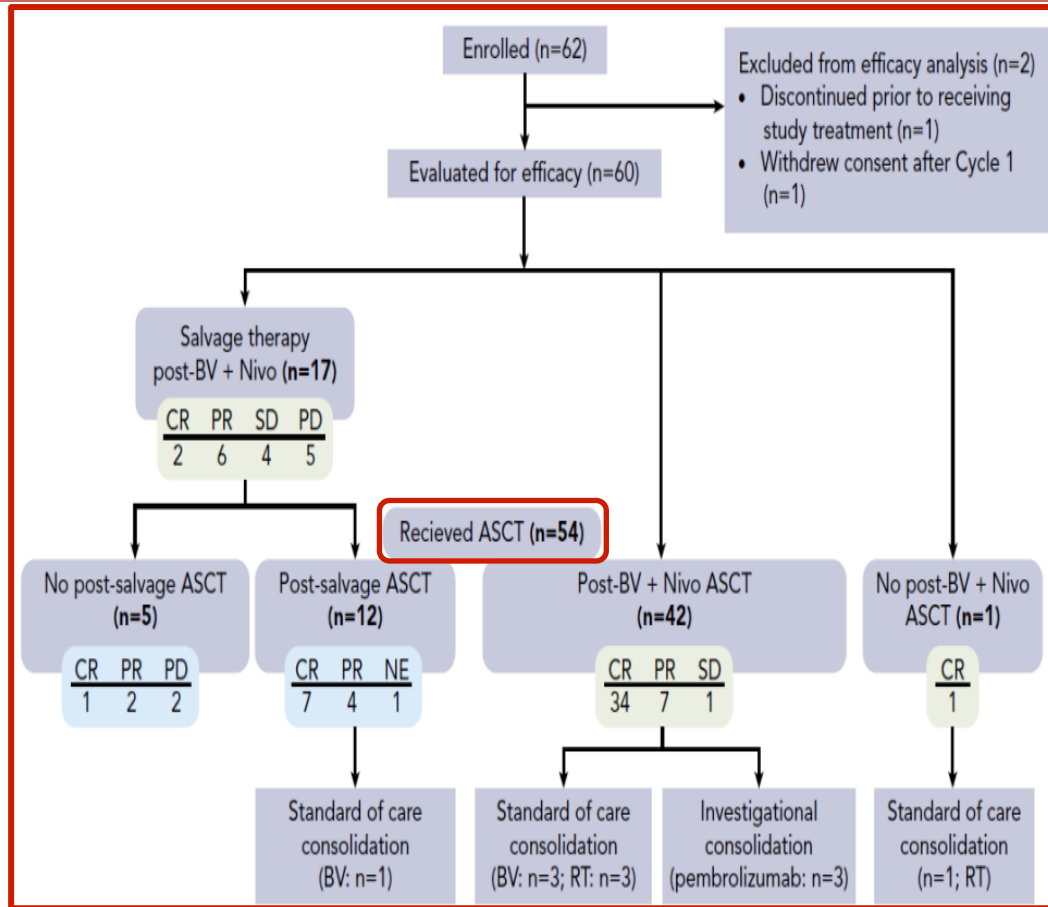 Enrolled (n=62)
Excluded from efficacy analysis (n=2)
• Discontinued prior to receiving
study treatment (n=1)
• Withdrew consent after Cycle 1
(n=1)
Evaluated for efficacy (n=60)
Salvage therapy
post-BV + Nivo (n=17)
CR PR SD PD
2 6 4 5
Recieved ASCT (n=54)
No post-salvage ASCT
(n=5)
CR PR PD
1 2 2
Post-salvage ASCT
(n=12)
CR PR NE
7 4 1
Post-BV + Nivo ASCT
(n=42)
CR PR SD
34 7 1
No post-BV + Nivo
ASCT (n=1)
CR
1
Standard of care
consolidation
(BV: n=1)
Standard of care
consolidation
(BV: n=3; RT: n=3)
Investigational
consolidation
(pembrolizumab: n=3)
Standard of care
consolidation
(n=1; RT)